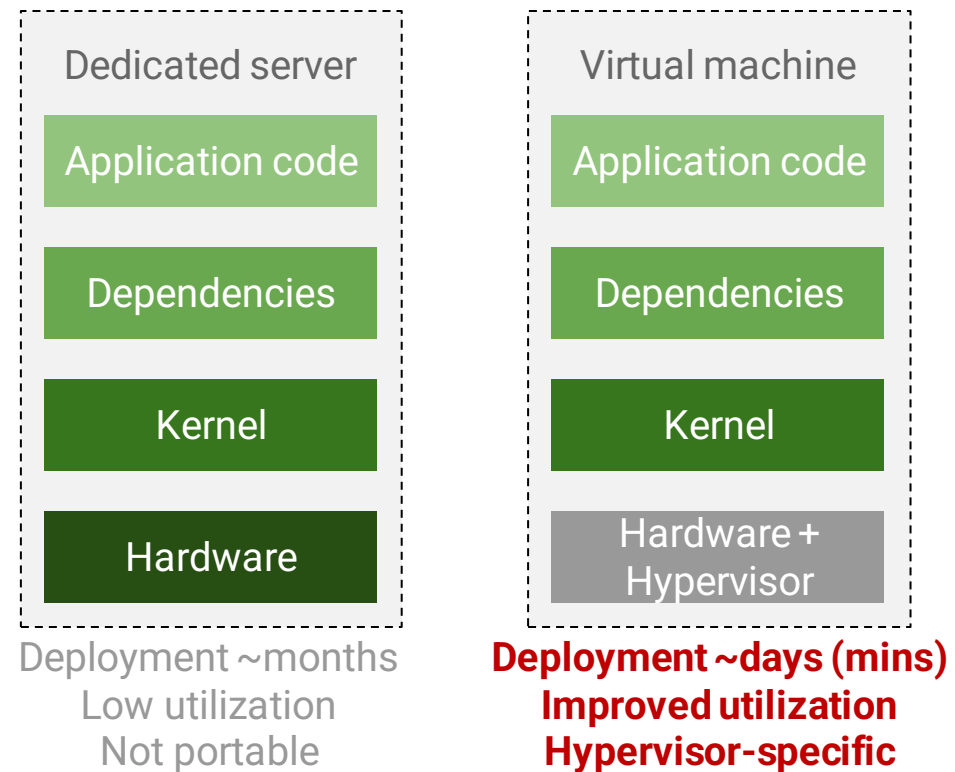 Dedicated server
Application code
Dependencies
Kernel
Hardware
Deployment ~months
Low utilization
Not portable
Virtual machine
Application code
Dependencies
Kernel
Hardware +
Hypervisor
Deployment ~days (mins)
Improved utilization
Hypervisor-specific